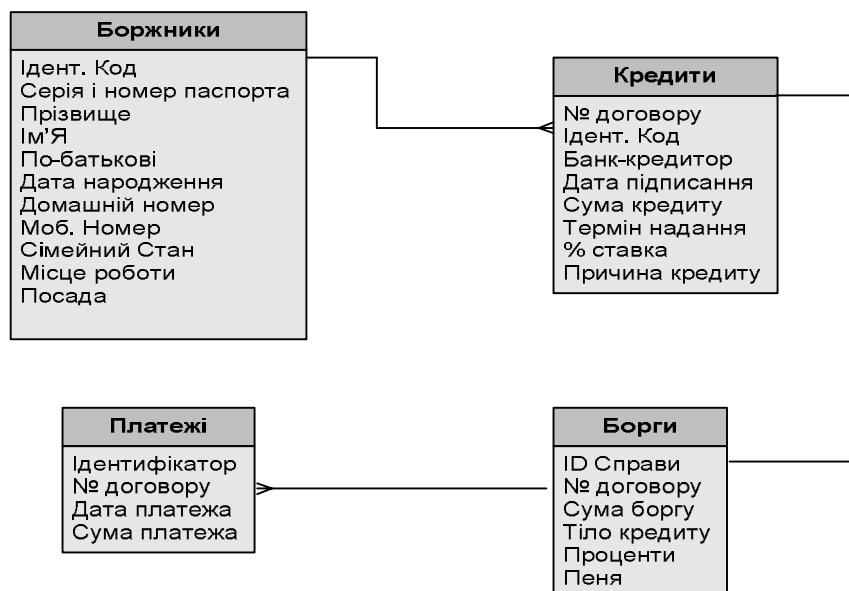 Боржники
Ідент. Код
Серія і номер паспорта
Прізвище
Ім'Я
По-батькові
Дата народження
Домашній номер
Моб. Номер
Сімейний Стан
Місце роботи
Посада
Кредити
№ договору
Ідент. Код
Банк-кредитор
Дата підписання
Сума кредиту
Термін надання
% ставка
Причина кредиту
Платежі
Ідентифікатор
№ договору
Дата платежа
Сума платежа
Борги
ID Справи
№ договору
Сума боргу
Тіло кредиту
Проценти
Пеня